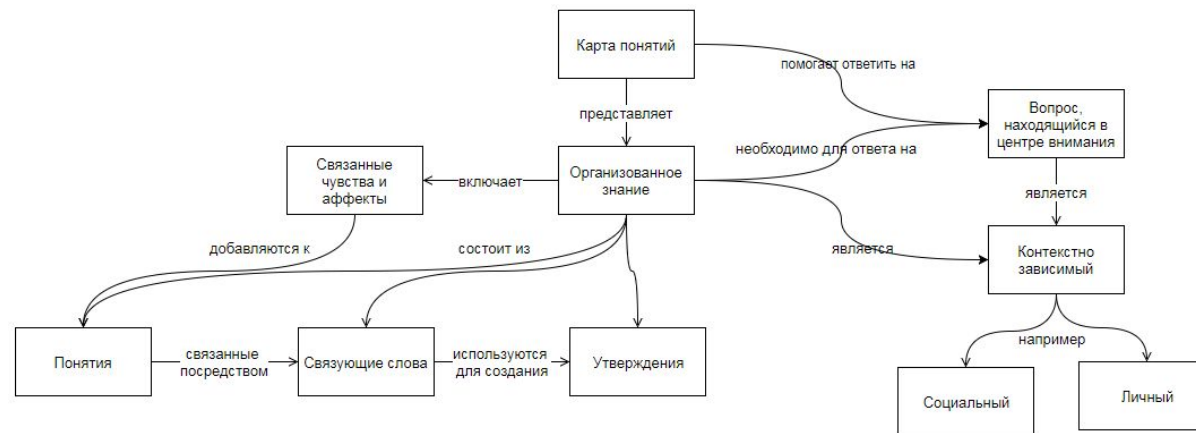 Карта понятий
помогает ответить на
представляет
Вопрос,
находящийся в
центре внимания
необходимо для ответа на
Связанные
чувства и
аффекты
включает
Организованное
знание
является
добавляются к
состоит из
является
Контекстно
зависимый
Понятия
связанные
посредством
Связующие слова
используются
для создания
Утверждения
например
Социальный
Личный